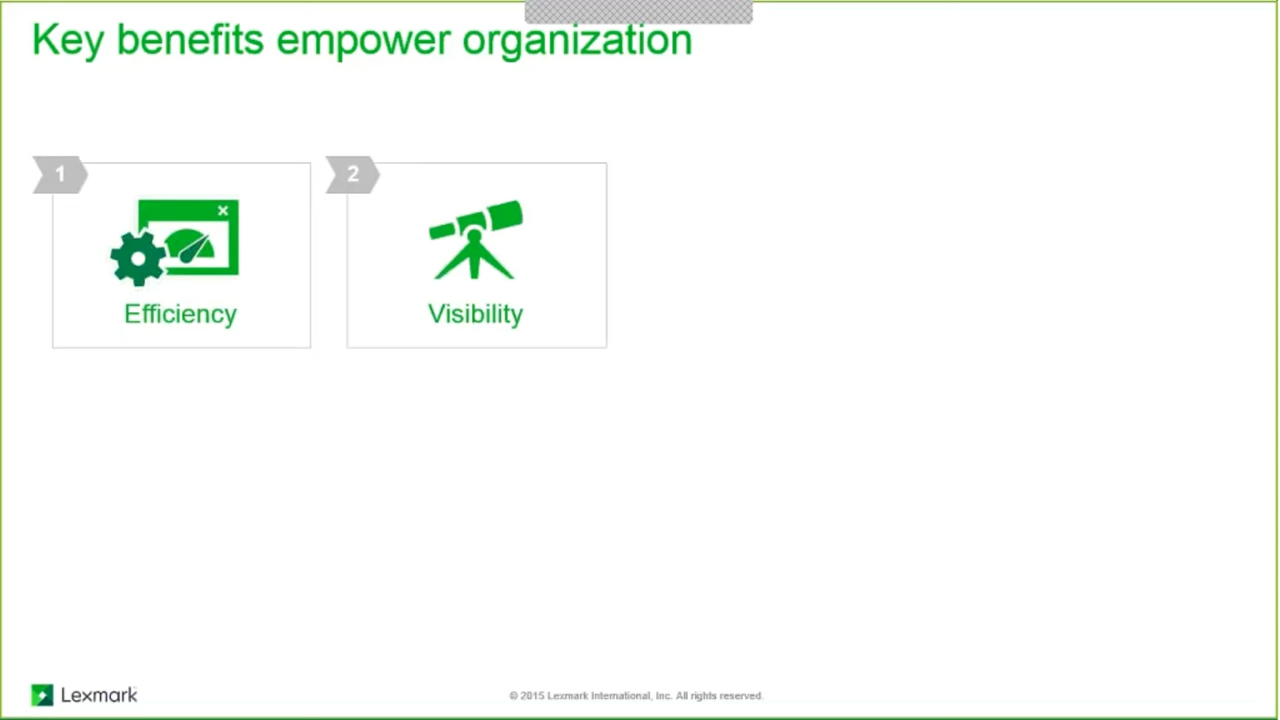 Key benefits empower organization
1
2
Efficiency
Visibility
Lexmark
© 2015 Lexmark International, Inc. All rights reserved.